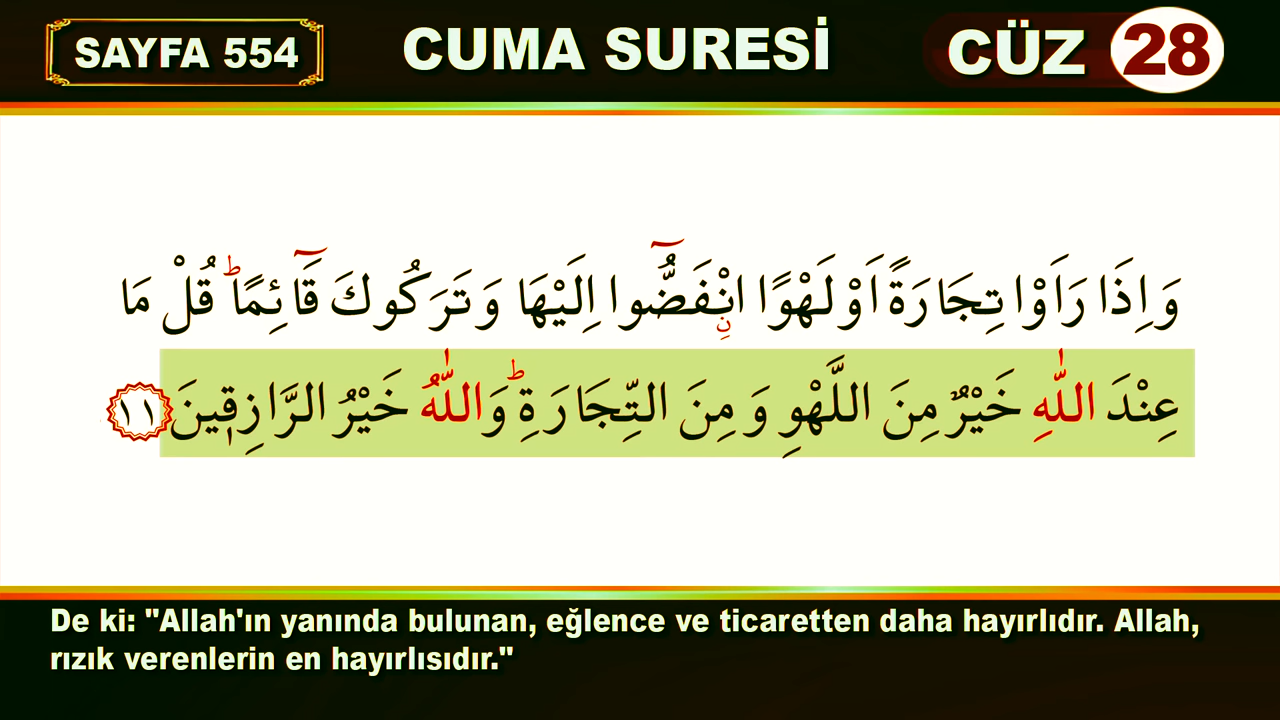 SAYFA 554
CUMA SURESİ
CÜZ 28
وَاِذَا رَاَوْا تِجَارَةً اَوْ لَهْوًا انْۨفَضُّٓوا اِلَيْهَا وَتَرَكُوكَ قَٓائِمًاۜ قُلْ مَا
عِنْدَ اللّٰهِ خَيْرٌ مِنَ اللَّهْوِ وَمِنَ التِّجَارَةِۜ وَاللّٰهُ خَيْرُ الرَّازِق۪ينَ ١١
De ki: "Allah'ın yanında bulunan, eğlence ve ticaretten daha hayırlıdır. Allah,
rızık verenlerin en hayırlısıdır."